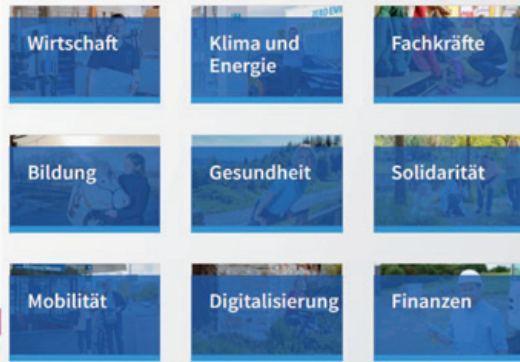 Wirtschaft
Klima und
Energie
Fachkräfte
Bildung
Gesundheit
Solidarität
Mobilität
Digitalisierung
Finanzen